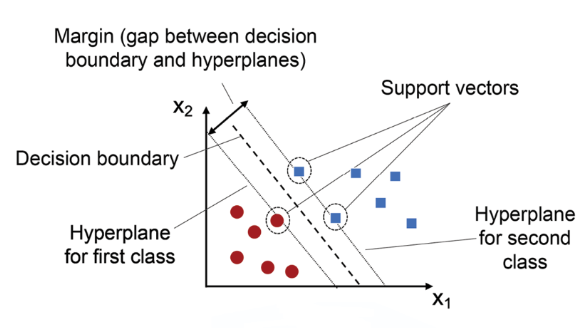 Margin (gap between decision
boundary and hyperplanes)
Support vectors
X2
Decision boundary
Hyperplane
for first class
Hyperplane
for second
class
X1